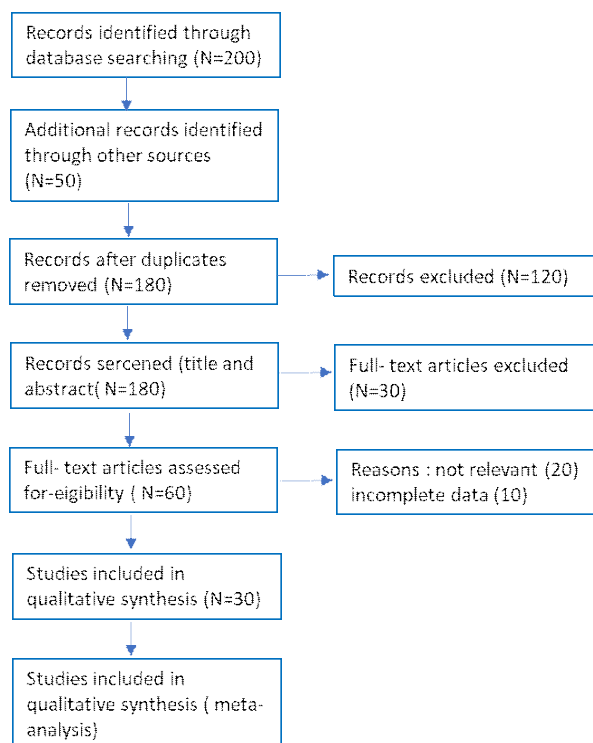 Records identified through
database searching (N=200)
Additional records identified
through other sources
(N=50)
Records after duplicates
removed (N=180)
Records excluded (N=120)
Records sercened (title and
abstract( N=180)
Full- text articles excluded
(N=30)
Full- text articles assessed
for-eigibility ( N=60)
Reasons : not relevant (20)
incomplete data (10)
Studies included in
qualitative synthesis (N=30)
Studies included in
qualitative synthesis ( meta-
analysis)